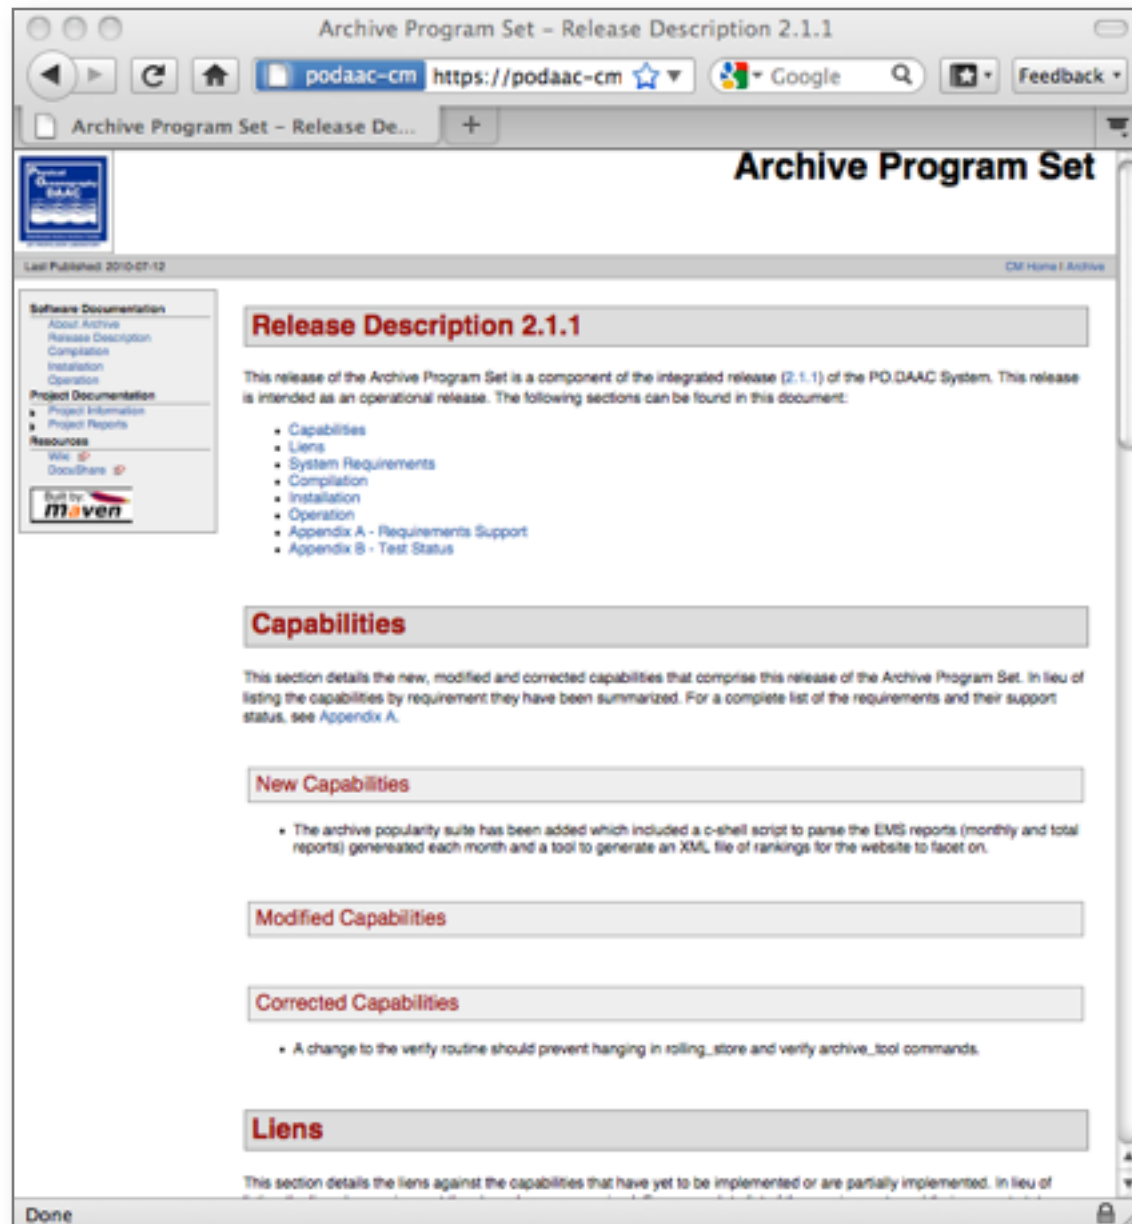 Archive Program Set – Release Description 2.1.1
podaac-cm https://podaac-cm Google Feedback
Archive Program Set – Release De...
Physical
Oceanography
DAAC
Archive Program Set
Last Published: 2010-07-12
CM Home | Archive
Software Documentation
About Archive
Release Description
Compilation
Installation
Operation
Project Documentation
Project Information
Project Reports
Resources
Wiki
DocuShare
Built by:
maven
Release Description 2.1.1
This release of the Archive Program Set is a component of the integrated release (2.1.1) of the PO.DAAC System. This release
is intended as an operational release. The following sections can be found in this document:
• Capabilities
• Liens
• System Requirements
• Compilation
• Installation
• Operation
• Appendix A - Requirements Support
• Appendix B - Test Status
Capabilities
This section details the new, modified and corrected capabilities that comprise this release of the Archive Program Set. In lieu of
listing the capabilities by requirement they have been summarized. For a complete list of the requirements and their support
status, see Appendix A.
New Capabilities
• The archive popularity suite has been added which included a c-shell script to parse the EMS reports (monthly and total
reports) genereated each month and a tool to generate an XML file of rankings for the website to facet on.
Modified Capabilities
Corrected Capabilities
• A change to the verify routine should prevent hanging in rolling_store and verify archive_tool commands.
Liens
This section details the liens against the capabilities that have yet to be implemented or are partially implemented. In lieu of
Done